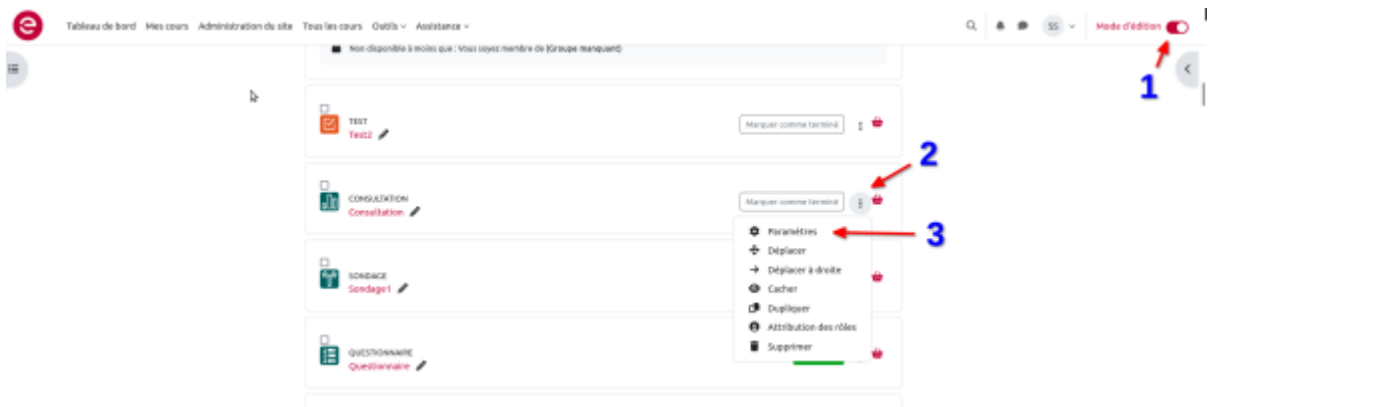 Tableau de bord Mes cours Administration du site Tous les cours Outils Assistance SS Mode d'édition
Non disponible à moins que : Vous soyez membre de (Groupe manquant)
1
TEST
Test2
Marquer comme terminé
2
CONSULTATION
Consultation
Marquer comme terminé
Paramètres
3
Déplacer
Déplacer à droite
Cacher
Dupliquer
Attribution des rôles
Supprimer
SONDAGE
Sondage1
QUESTIONNAIRE
Questionnaire